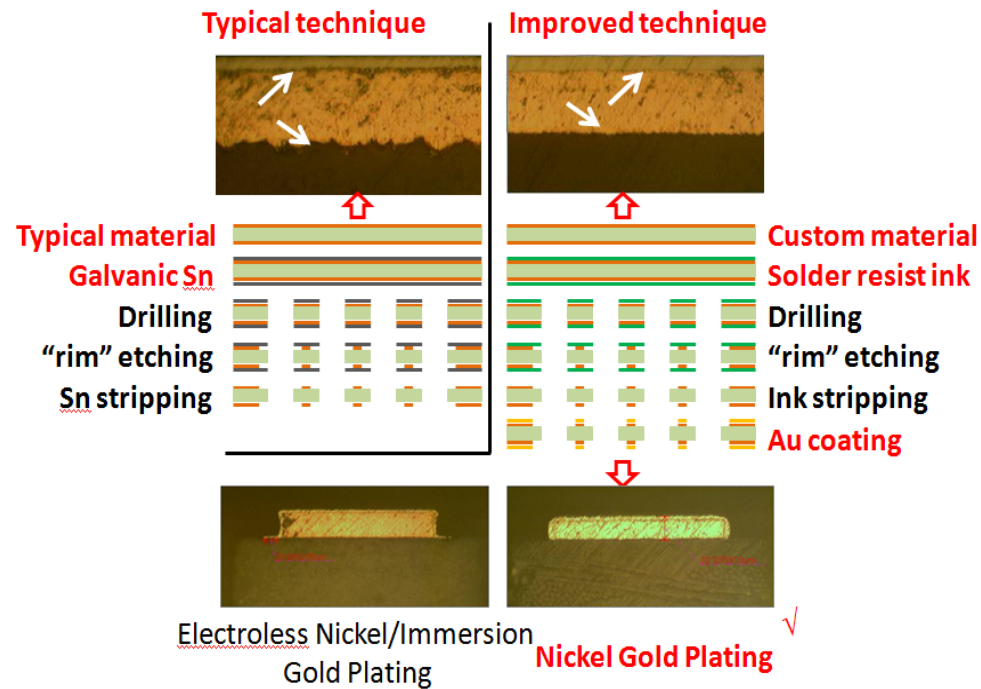 Typical technique
Improved technique
Typical material
Custom material
Galvanic Sn
Solder resist ink
Drilling
Drilling
“rim” etching
“rim” etching
Sn stripping
Ink stripping
Au coating
Electroless Nickel/Immersion
Gold Plating
Nickel Gold Plating
√